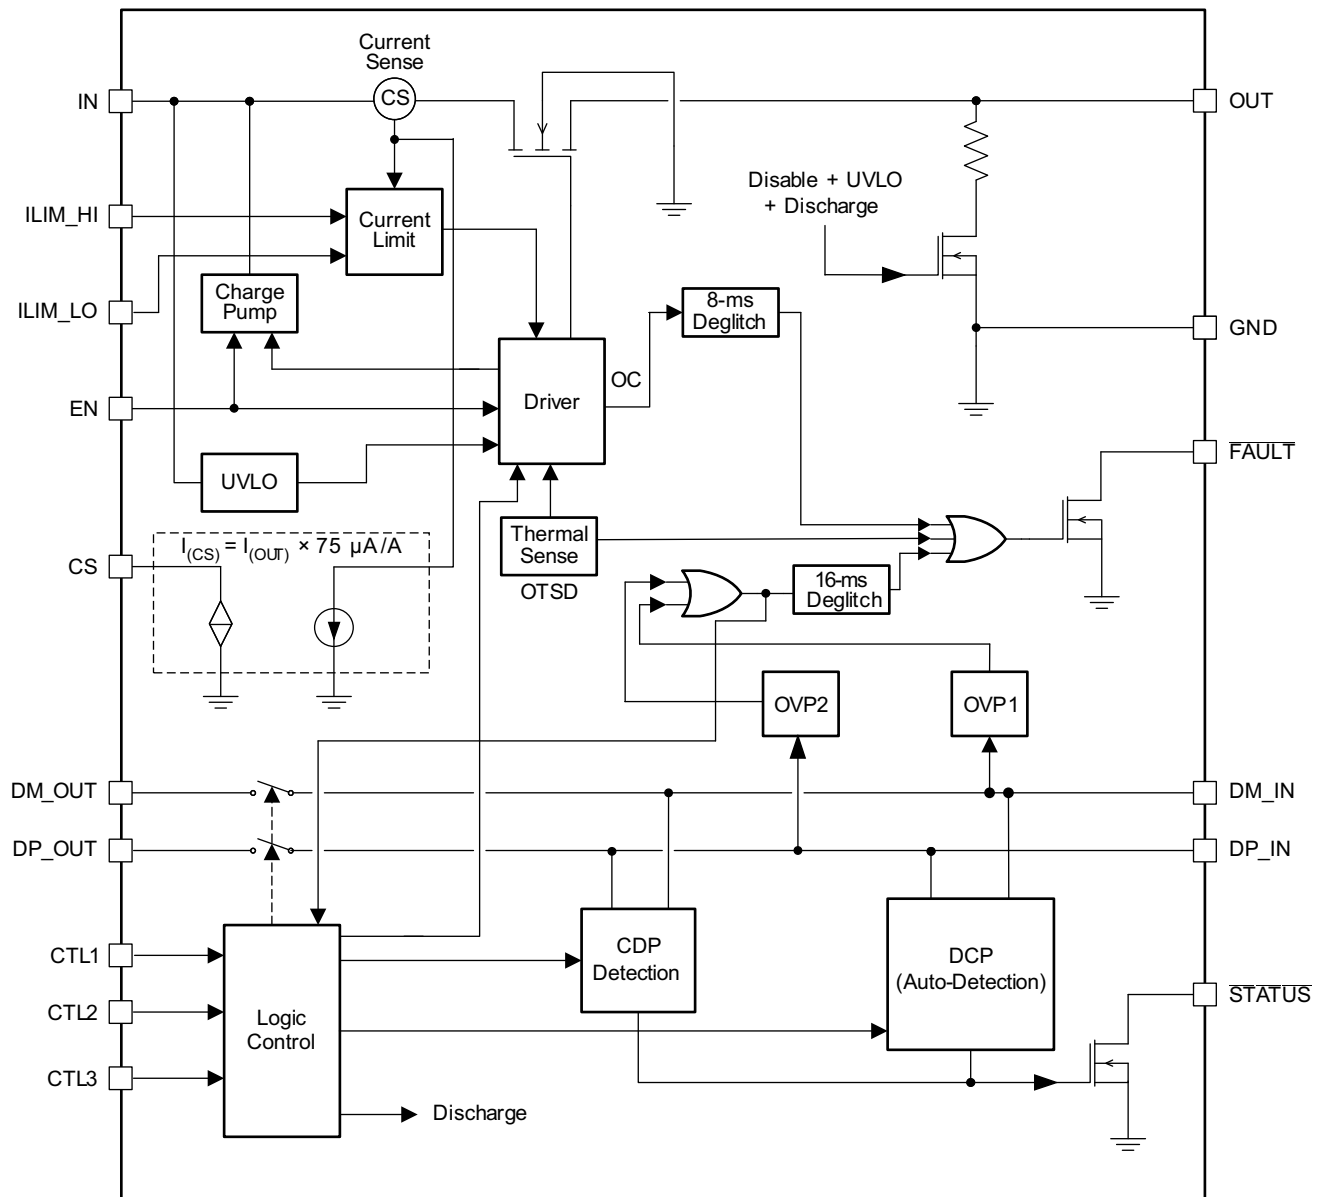 Current
Sense
IN
CS
OUT
Disable + UVLO
+ Discharge
ILIM_HI
Current
Limit
ILIM_LO
Charge
Pump
8-ms
Deglitch
GND
OC
EN
Driver
FAULT
UVLO
Thermal
Sense
OTSD
I(CS) = I(OUT) × 75 µA/A
CS
16-ms
Deglitch
OVP2
OVP1
DM_OUT
DM_IN
DP_OUT
DP_IN
CTL1
CDP
Detection
DCP
(Auto-Detection)
STATUS
CTL2
Logic
Control
CTL3
Discharge